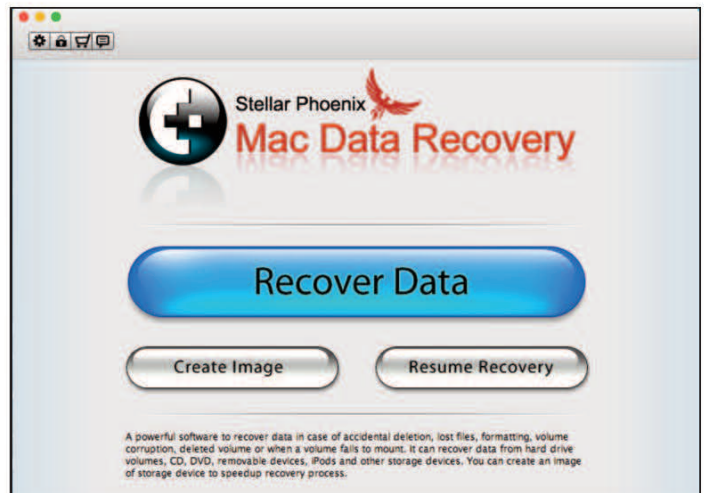 Stellar Phoenix
Mac Data Recovery
Recover Data
Create Image
Resume Recovery
A powerful software to recover data in case of accidental deletion, lost files, formatting, volume
corruption, deleted volume or when a volume fails to mount. It can recover data from hard drive
volumes, CD, DVD, removable devices, iPods and other storage devices. You can create an image
of storage device to speedup recovery process.